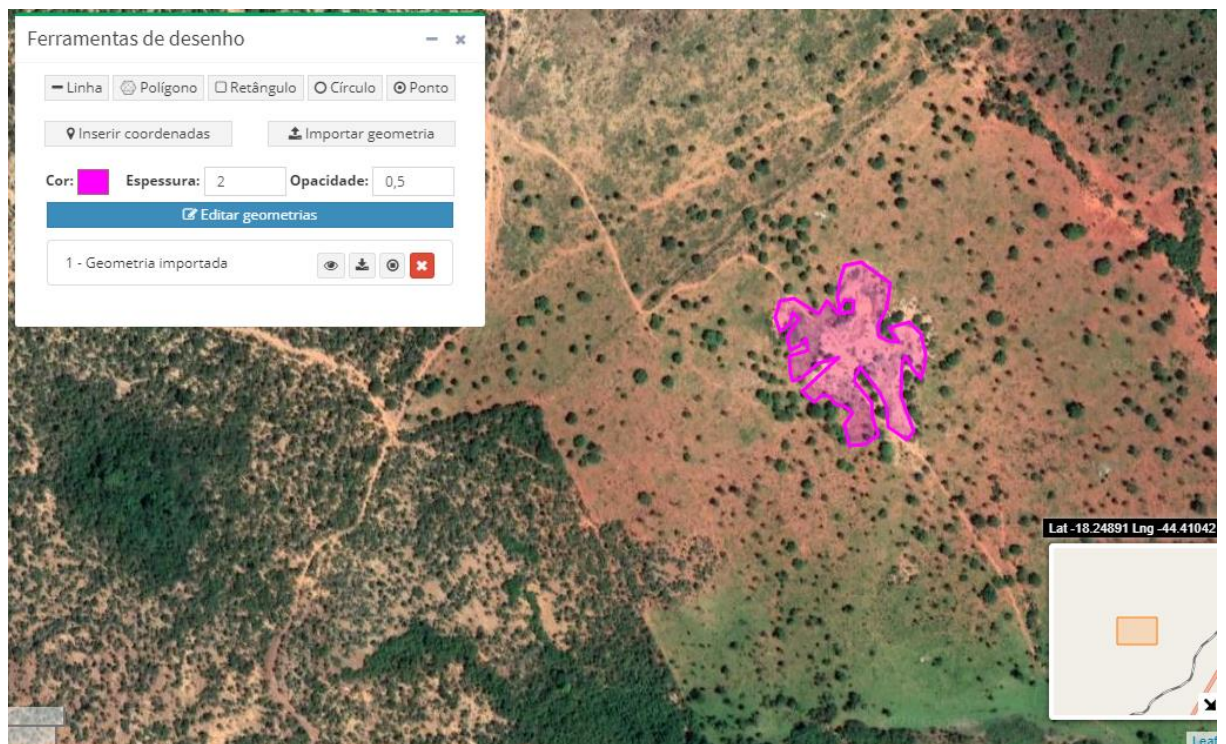 Ferramentas de desenho
Linha Polígono Retângulo Círculo Ponto
Inserir coordenadas Importar geometria
Cor: Espessura: 2 Opacidade: 0,5
Editar geometrias
1 - Geometria importada
Lat -18.24891 Lng -44.41042
Leaf